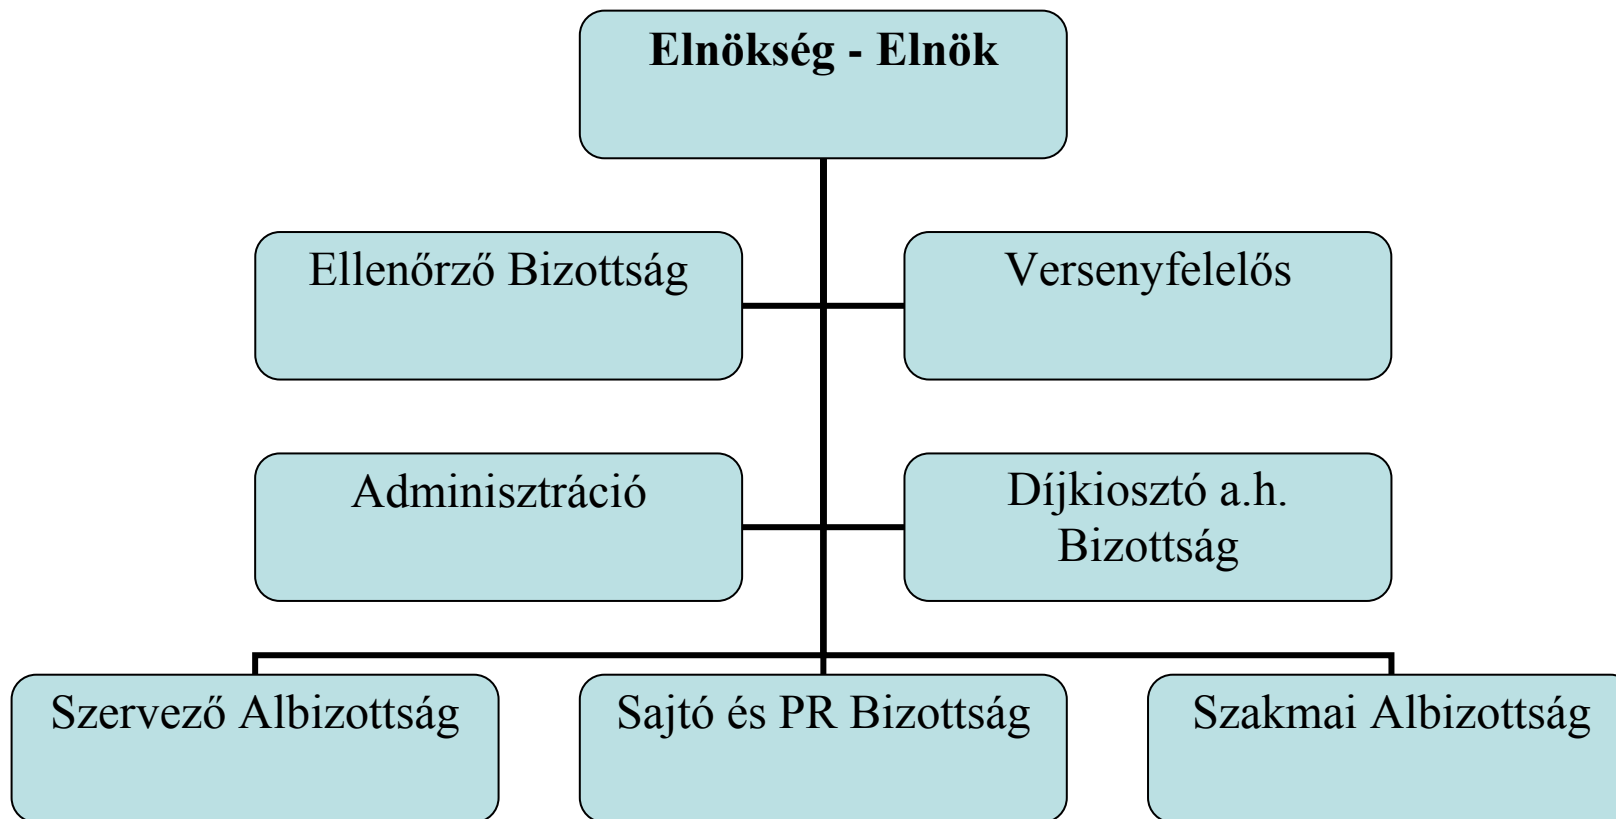 Elnökség - Elnök
Ellenőrző Bizottság
Versenyfelelős
Adminisztráció
Díjkiosztó a.h.
Bizottság
Szervező Albizottság
Sajtó és PR Bizottság
Szakmai Albizottság